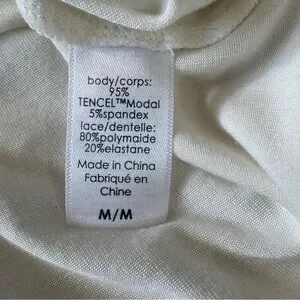 body/corps:
95%
TENCEL™Modal
5%spandex
lace/dentelle:
80%polymaide
20%elastane
Made in China
Fabriqué en
Chine
M/M